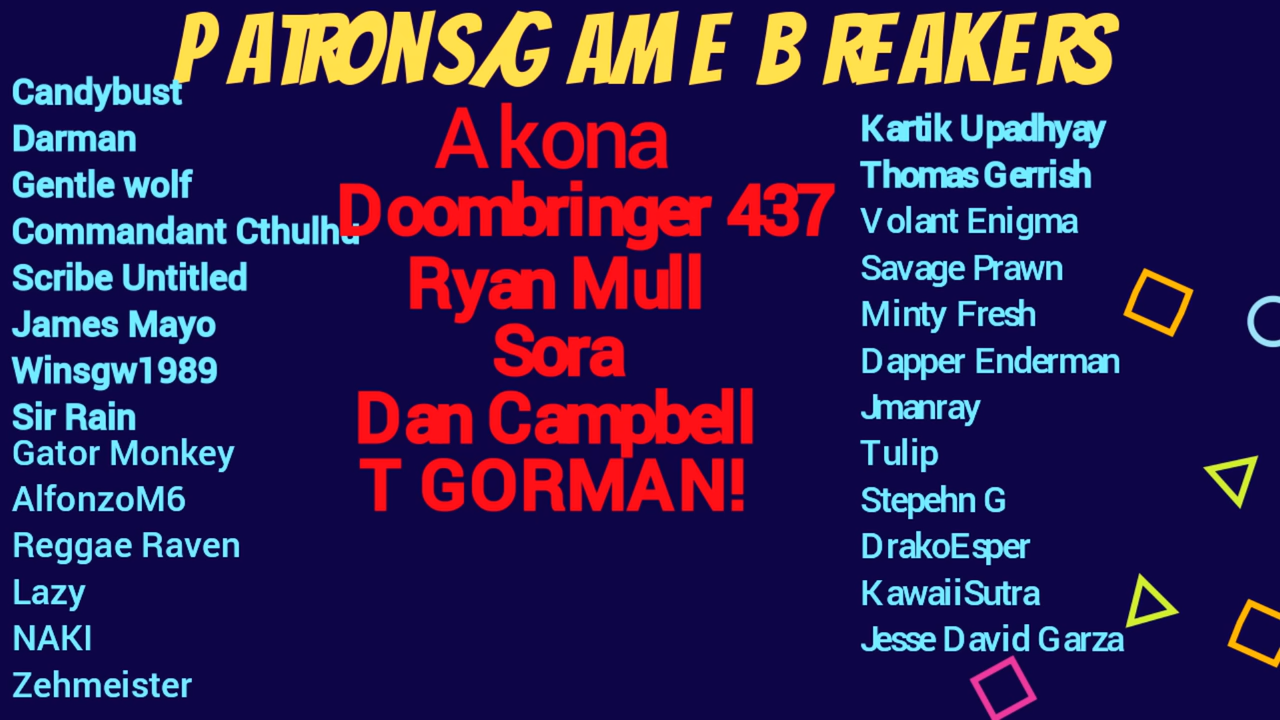 PATRONS/GAME BREAKERS
Candybust
Darman
Gentle wolf
Commandant Cthulhu
Scribe Untitled
James Mayo
Winsgw1989
Sir Rain
Gator Monkey
AlfonzoM6
Reggae Raven
Lazy
NAKI
Zehmeister
Akona
Doombringer 437
Ryan Mull
Sora
Dan Campbell
T GORMAN!
Kartik Upadhyay
Thomas Gerrish
Volant Enigma
Savage Prawn
Minty Fresh
Dapper Enderman
Jmanray
Tulip
Stepehn G
DrakoEsper
KawaiiSutra
Jesse David Garza